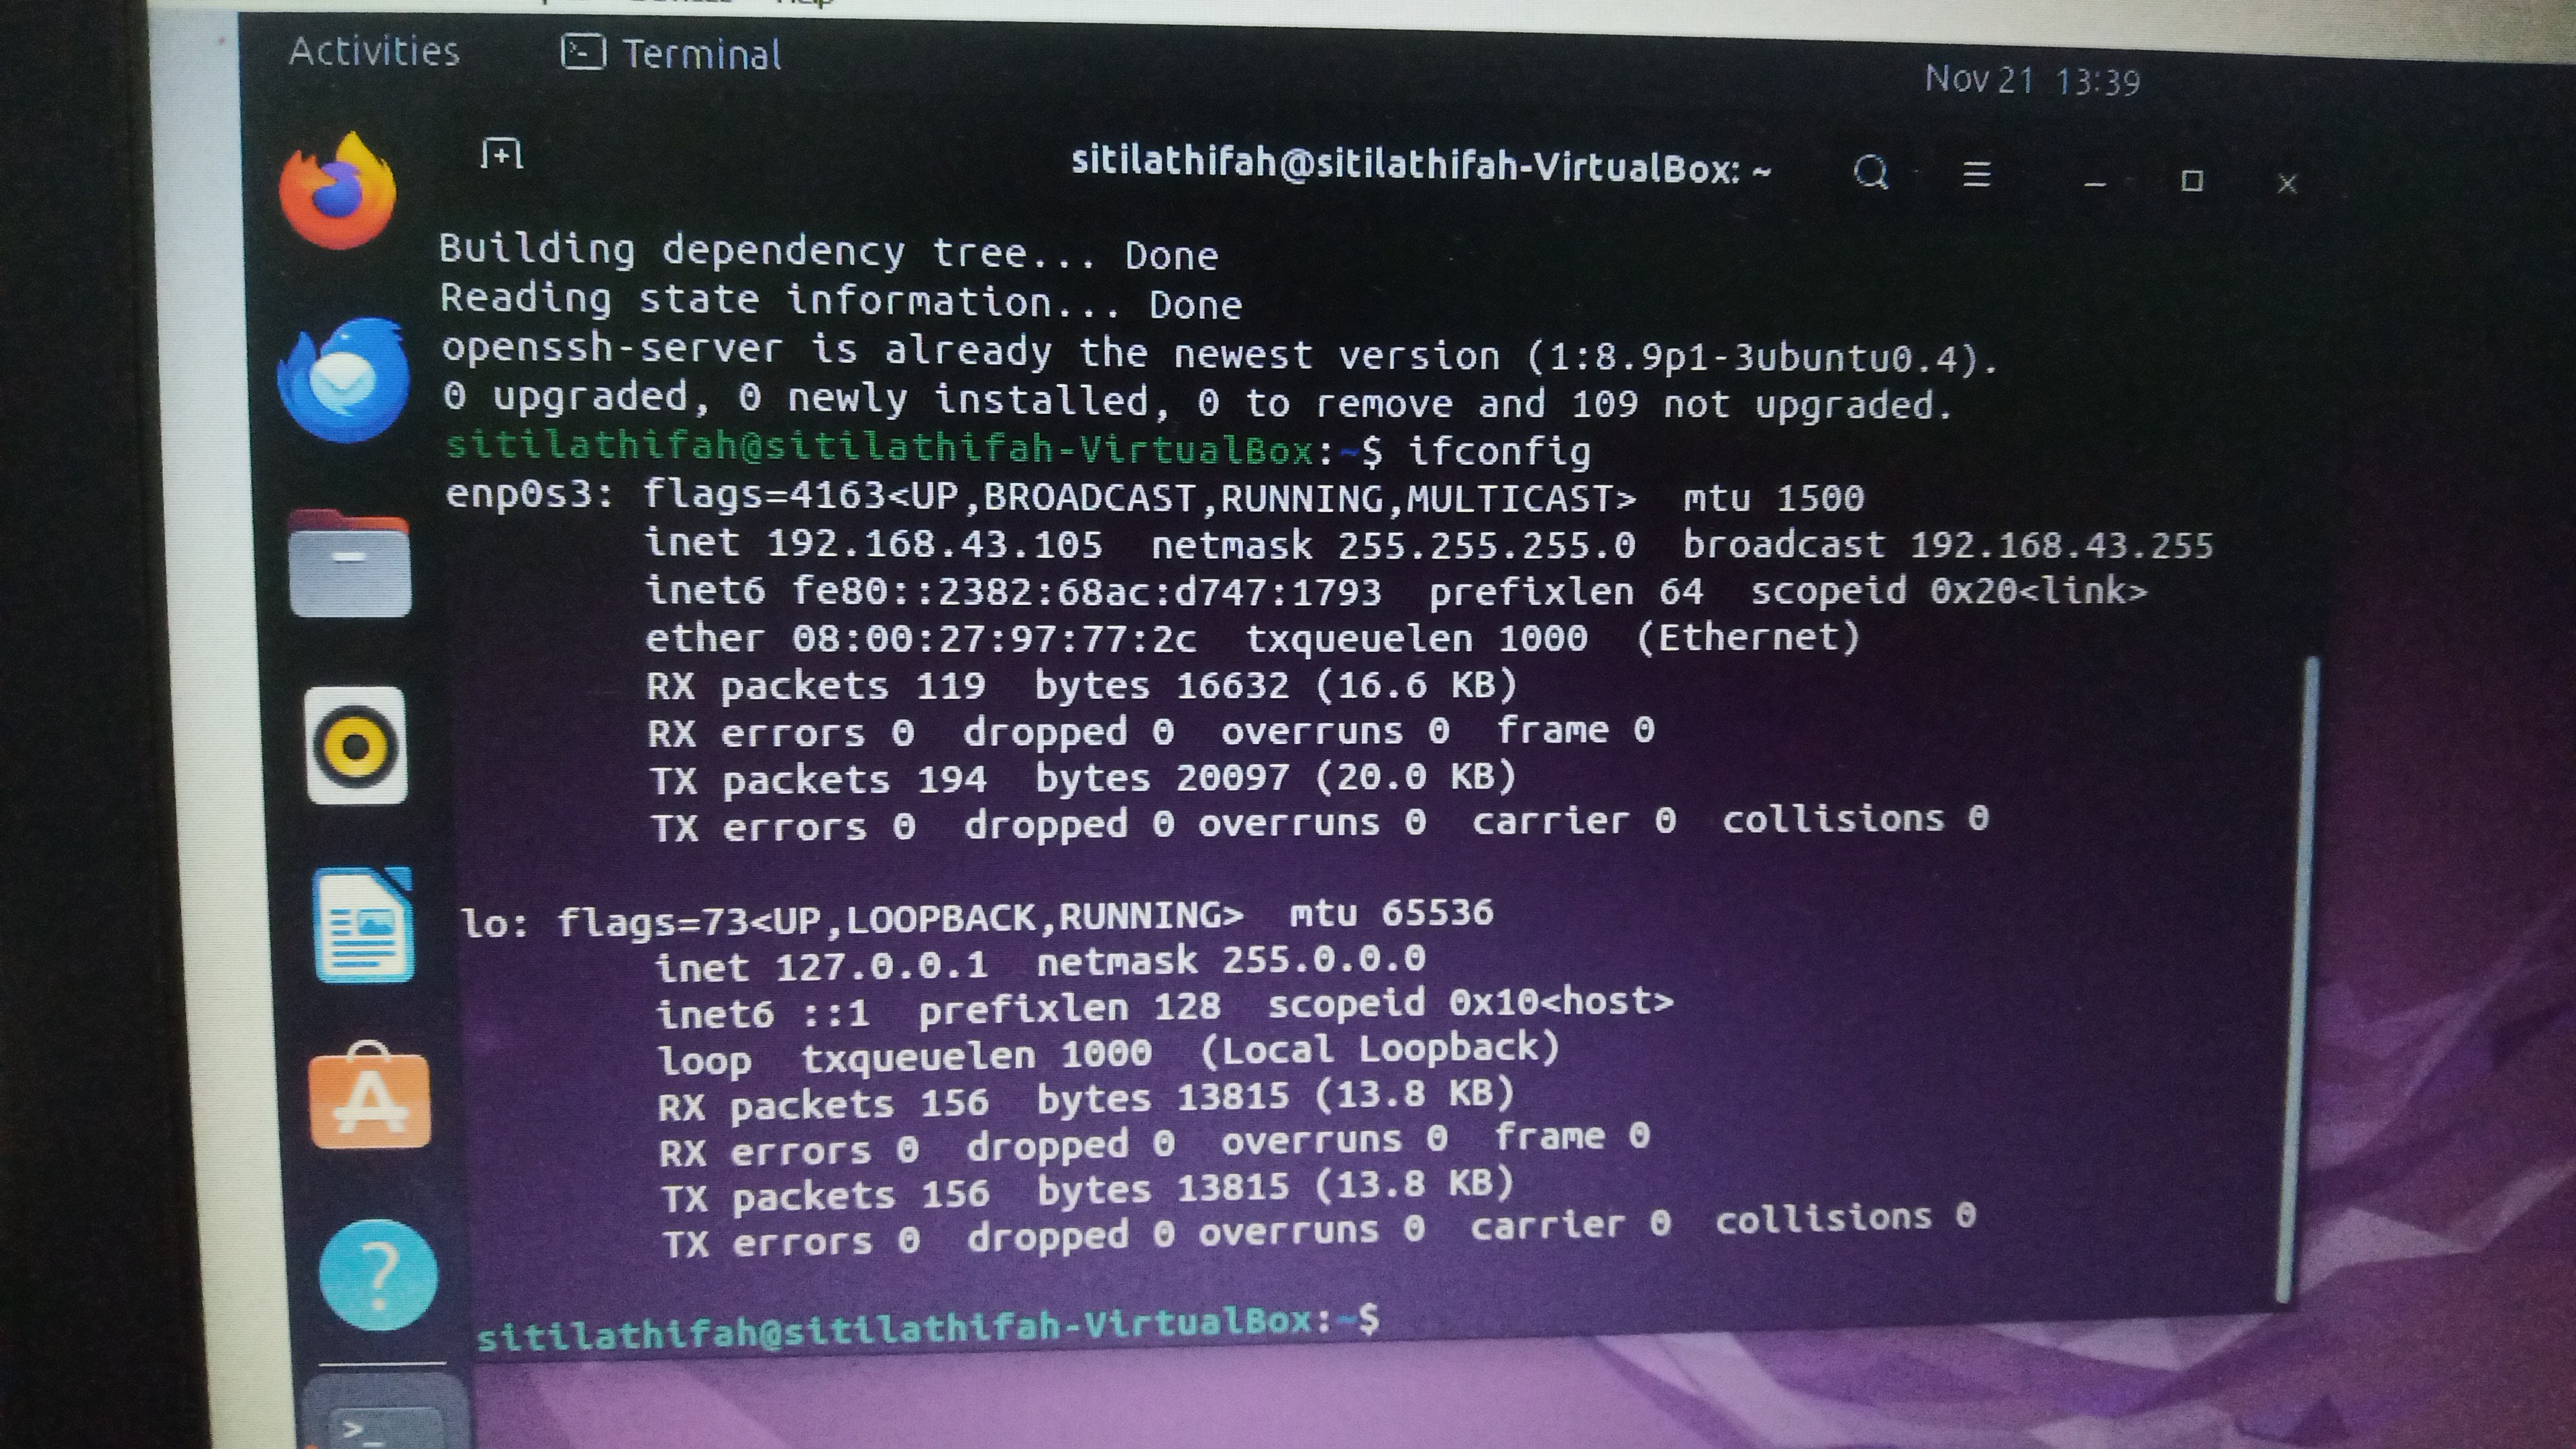 Help
Activities Terminal
Nov 21 13:39
sitilathifah@sitilathifah-VirtualBox: ~
Building dependency tree... Done
Reading state information... Done
openssh-server is already the newest version (1:8.9p1-3ubuntu0.4).
0 upgraded, 0 newly installed, 0 to remove and 109 not upgraded.
sitilathifah@sitilathifah-VirtualBox:~$ ifconfig
enp0s3: flags=4163<UP,BROADCAST,RUNNING,MULTICAST> mtu 1500
inet 192.168.43.105 netmask 255.255.255.0 broadcast 192.168.43.255
inet6 fe80::2382:68ac:d747:1793 prefixlen 64 scopeid 0x20<link>
ether 08:00:27:97:77:2c txqueuelen 1000 (Ethernet)
RX packets 119 bytes 16632 (16.6 KB)
RX errors 0 dropped 0 overruns 0 frame 0
TX packets 194 bytes 20097 (20.0 KB)
TX errors 0 dropped 0 overruns 0 carrier 0 collisions 0
lo: flags=73<UP,LOOPBACK,RUNNING> mtu 65536
inet 127.0.0.1 netmask 255.0.0.0
inet6 ::1 prefixlen 128 scopeid 0x10<host>
loop txqueuelen 1000 (Local Loopback)
RX packets 156 bytes 13815 (13.8 KB)
RX errors 0 dropped 0 overruns 0 frame 0
TX packets 156 bytes 13815 (13.8 KB)
TX errors 0 dropped 0 overruns 0 carrier 0 collisions 0
sitilathifah@sitilathifah-VirtualBox:~$